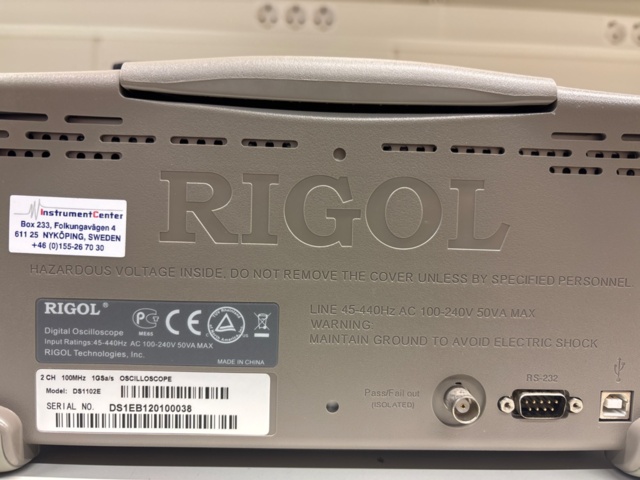 RIGOL
InstrumentCenter
Box 233, Folkungavägen 4
611 25 NYKÖPING, SWEDEN
+46 (0)155-26 70 30
HAZARDOUS VOLTAGE INSIDE, DO NOT REMOVE THE COVER UNLESS BY SPECIFIED PERSONNEL.
RIGOL®
Digital Oscilloscope
Input Ratings:45-440Hz AC 100-240V 50VA MAX
RIGOL Technologies, Inc.
MADE IN CHINA
CE
LINE 45-440Hz AC 100-240V 50VA MAX
WARNING:
MAINTAIN GROUND TO AVOID ELECTRIC SHOCK
2 CH 100MHz 1GSa/s OSCILLOSCOPE
Model: DS1102E
SERIAL NO. DS1EB120100038
Pass/Fail out
(ISOLATED)
RS-232